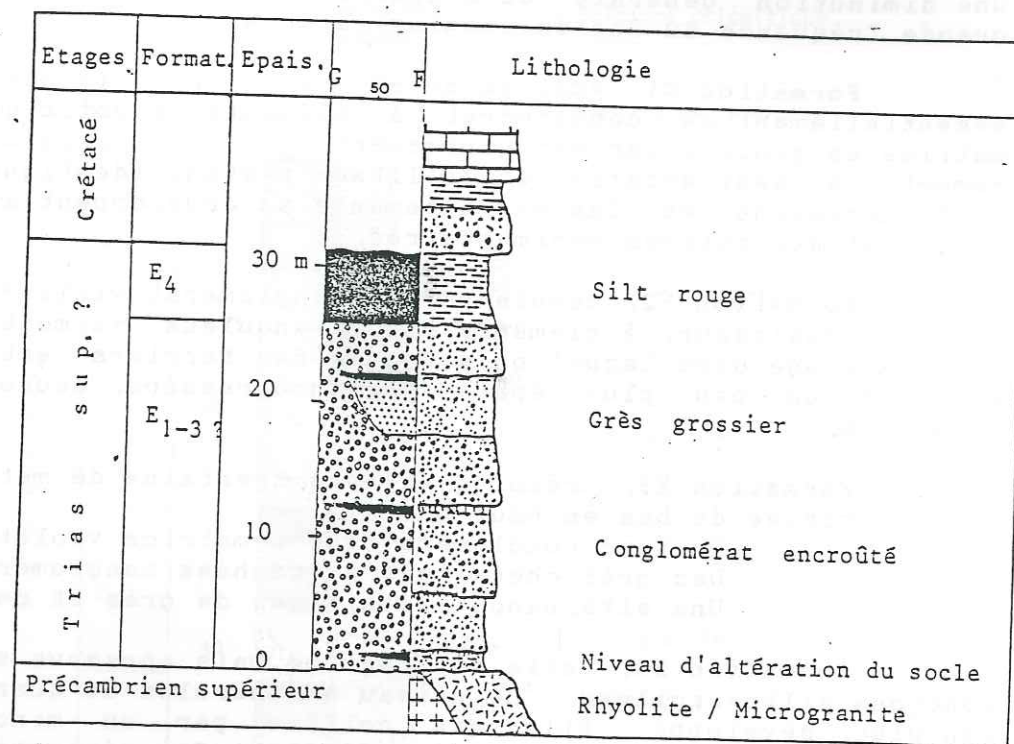 Etages Format. Epais. G 50 F Lithologie
Formation
Crétacé
30 m
E4
Silt rouge
Trias sup. ?
20
E1-3 ?
Grès grossier
10
Conglomérat encroûté
0
Niveau d'altération du socle
Précambrien supérieur
Rhyolite / Microgranite